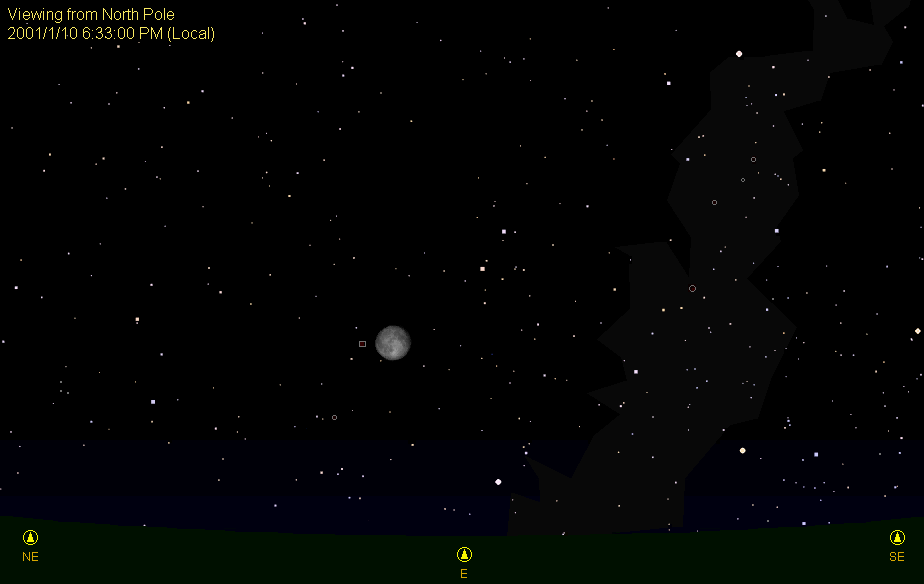 Viewing from North Pole
2001/1/10 6:33:00 PM (Local)
NE
E
SE